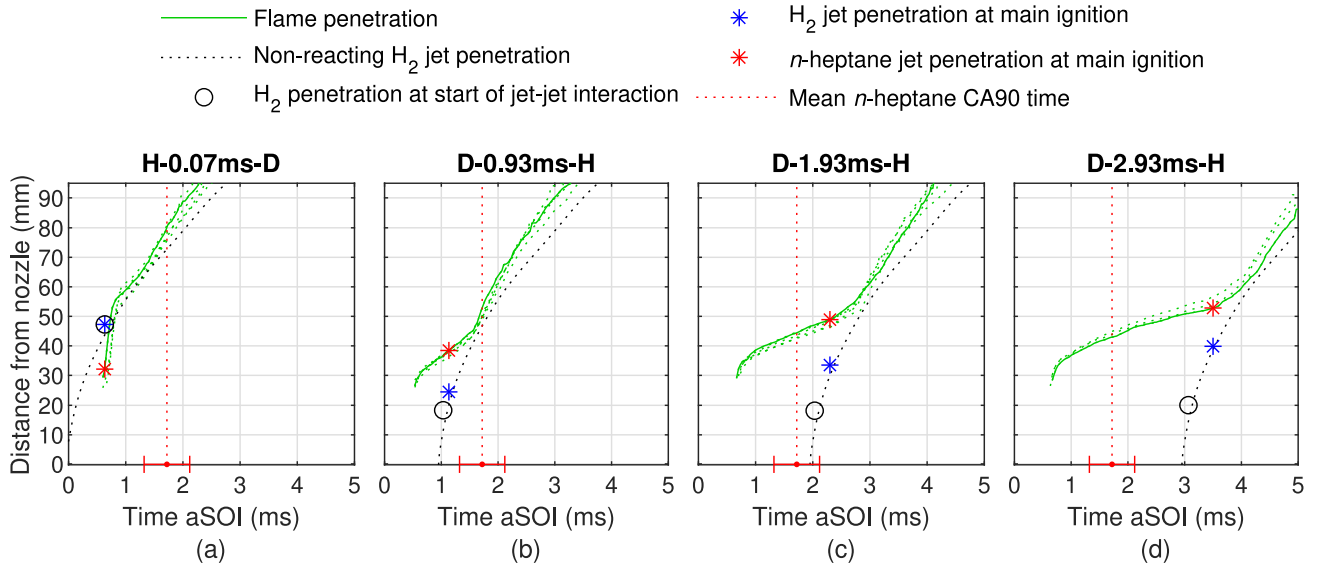 Flame penetration
Non-reacting H2 jet penetration
H2 penetration at start of jet-jet interaction
H2 jet penetration at main ignition
n-heptane jet penetration at main ignition
Mean n-heptane CA90 time
H-0.07ms-D
D-0.93ms-H
D-1.93ms-H
D-2.93ms-H
Distance from nozzle (mm)
90
80
70
60
50
40
30
20
10
0
0 1 2 3 4 5
0 1 2 3 4 5
0 1 2 3 4 5
0 1 2 3 4 5
Time aSOI (ms)
Time aSOI (ms)
Time aSOI (ms)
Time aSOI (ms)
(a)
(b)
(c)
(d)